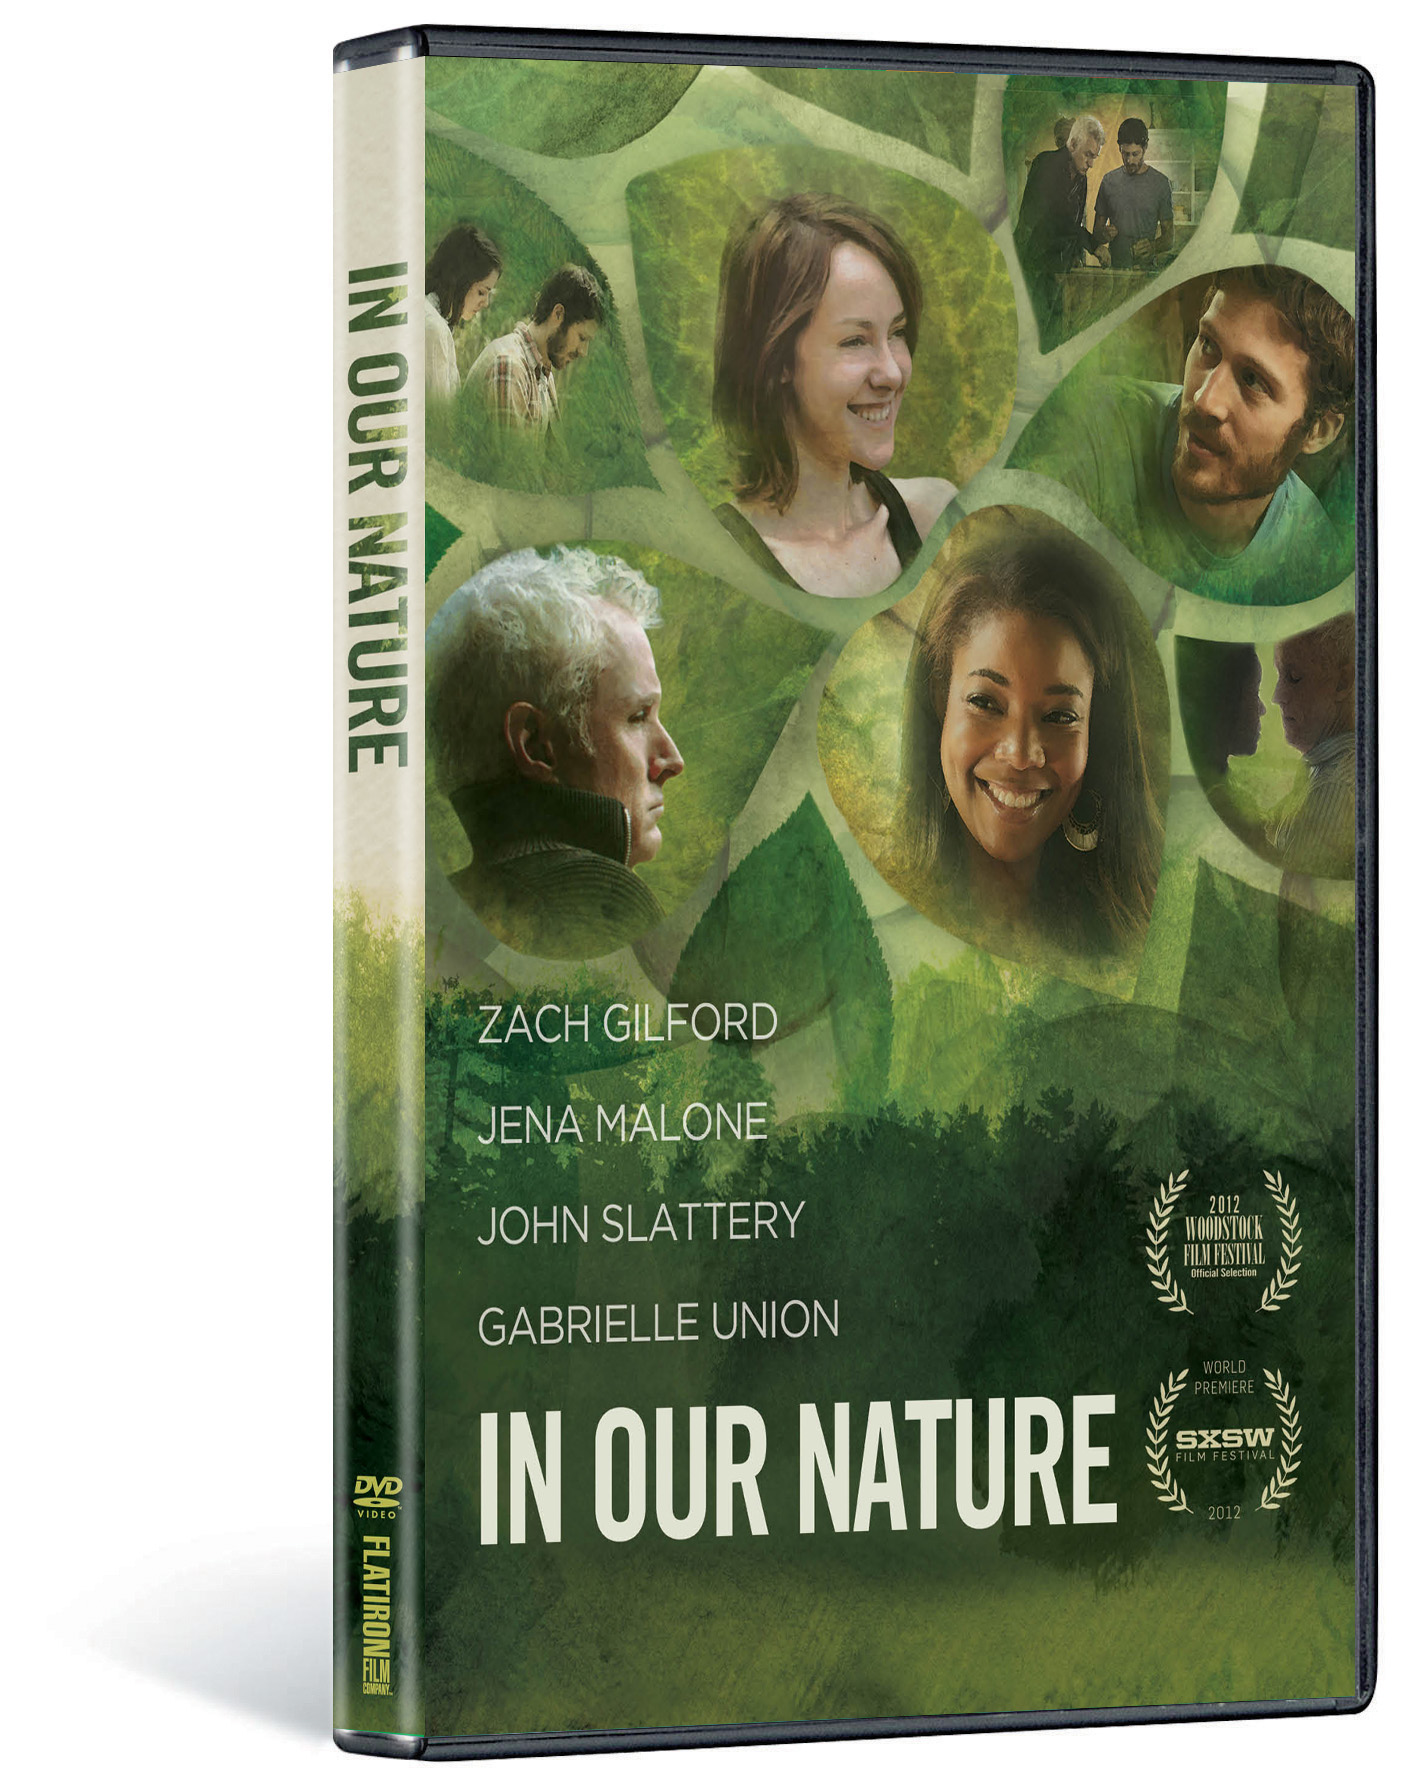 IN OUR NATURE
DVD
VIDEO
FLATIRON
FILM
COMPANY
ZACH GILFORD
JENA MALONE
JOHN SLATTERY
GABRIELLE UNION
IN OUR NATURE
2012
WOODSTOCK
FILM FESTIVAL
Official Selection
WORLD
PREMIERE
SXSW
FILM FESTIVAL
2012